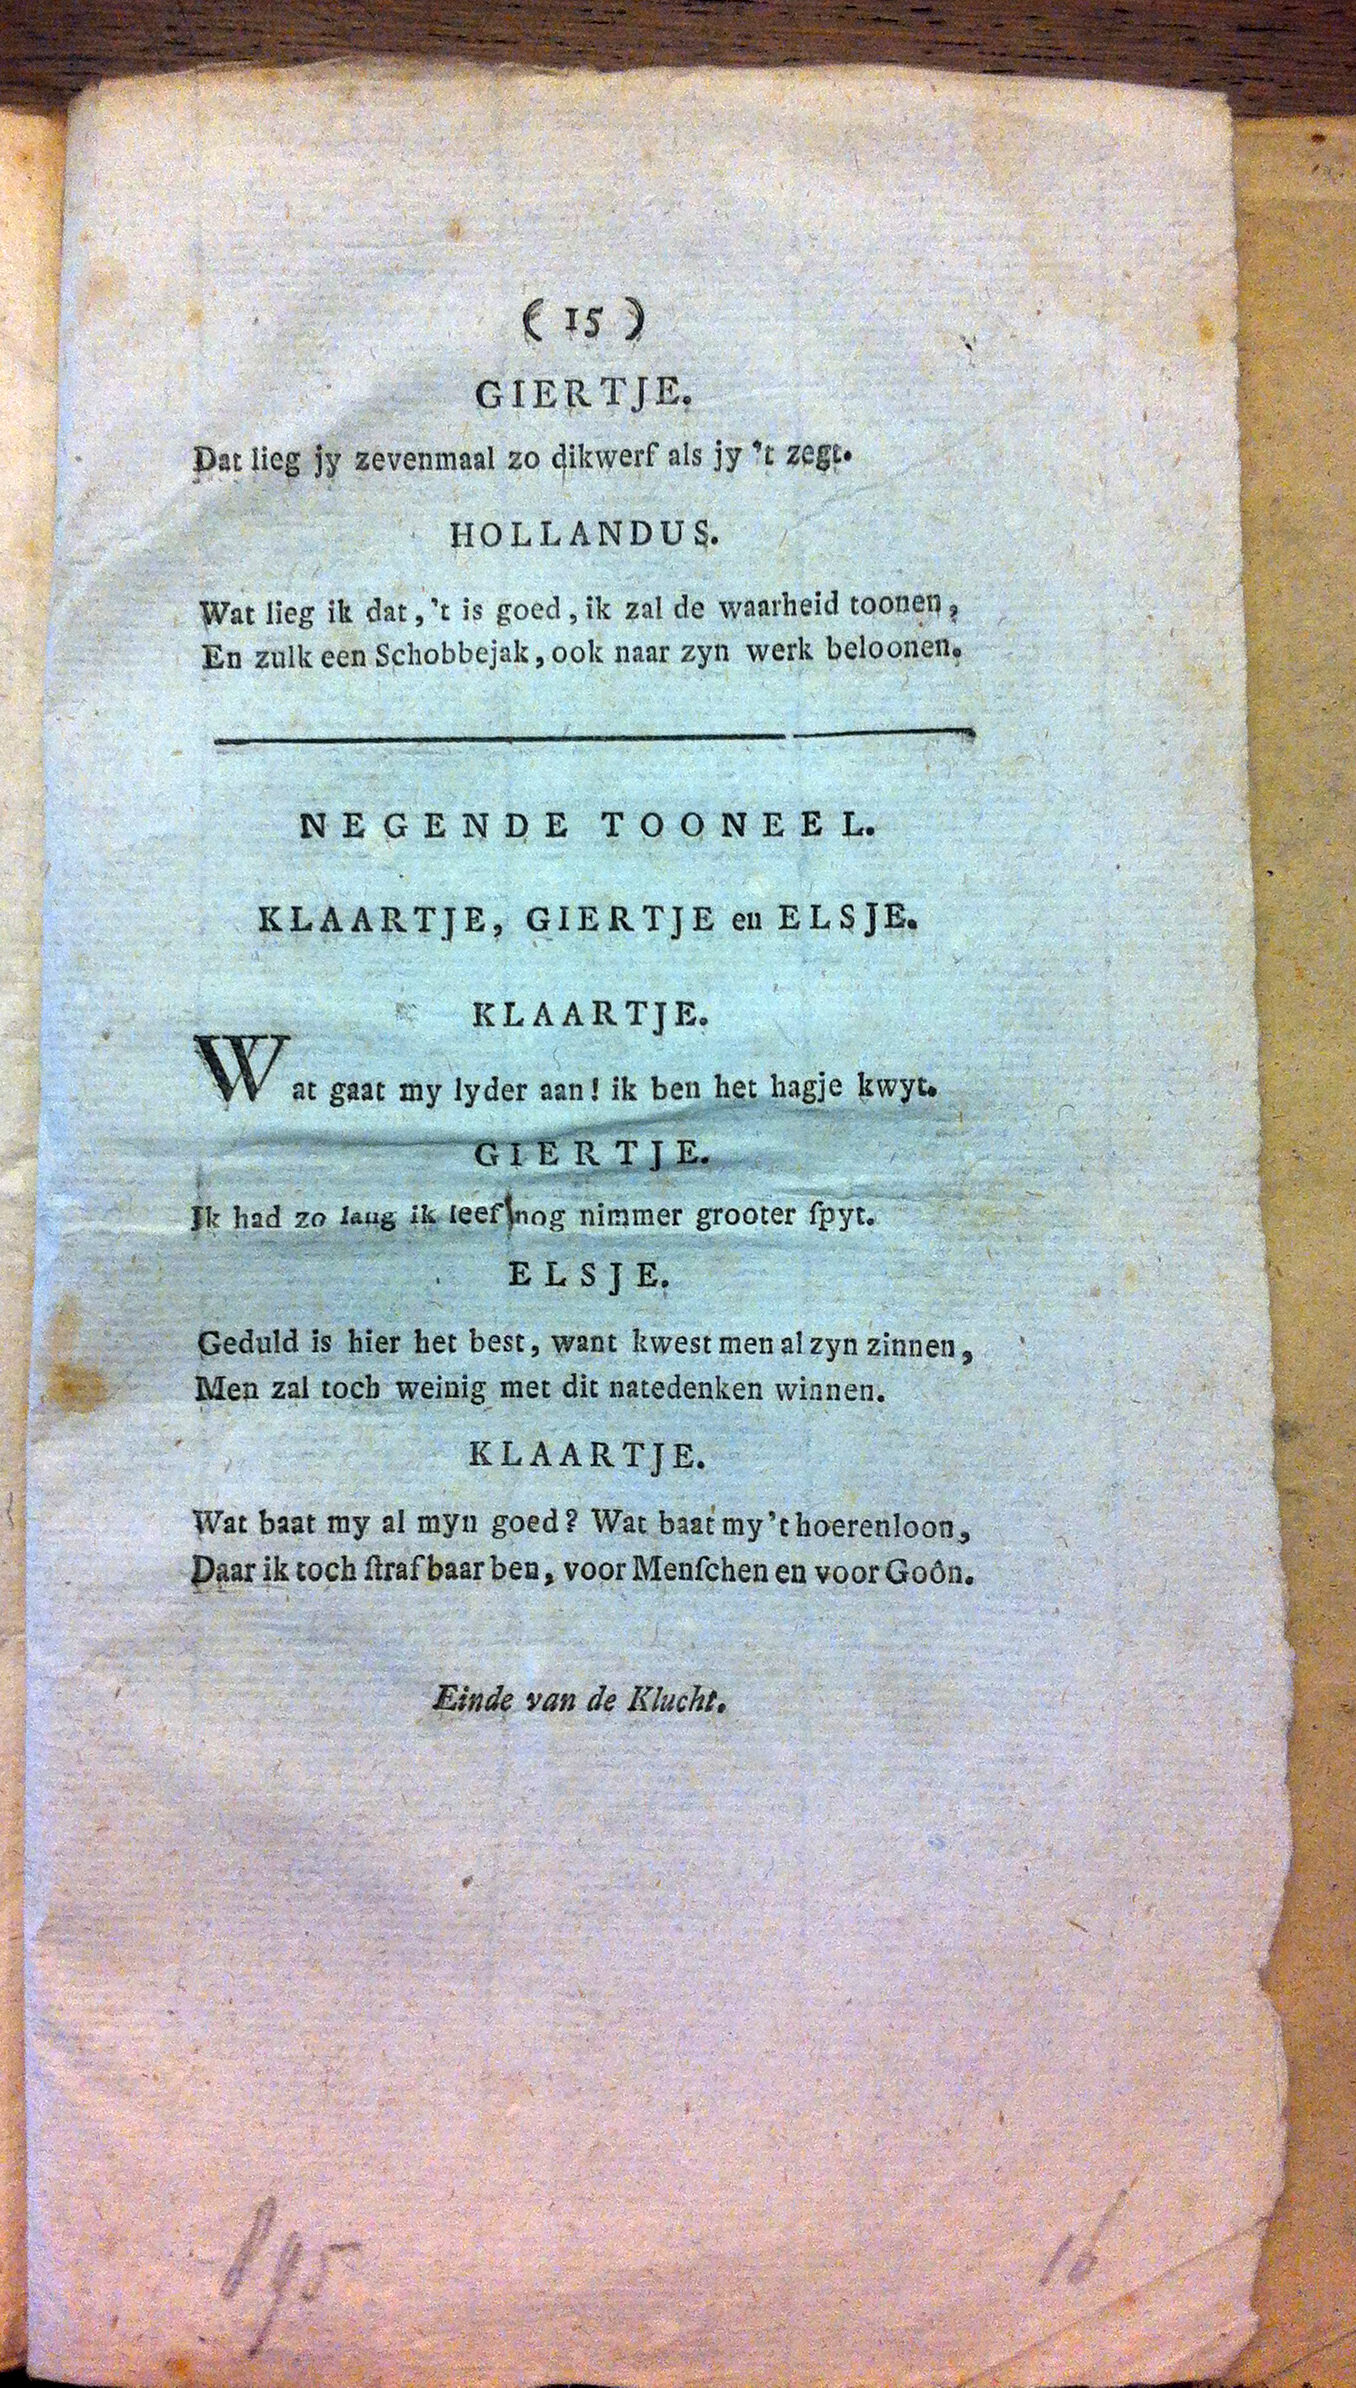 ( 15 )
GIERTJE.
Dat lieg jy zevenmaal zo dikwerf als jy 't zegt.
HOLLANDUS.
Wat lieg ik dat, 't is goed, ik zal de waarheid toonen,
En zulk een Schobbejak, ook naar zyn werk beloonen.
NEGENDE TOONEEL.
KLAARTJE, GIERTJE en ELSJE.
KLAARTJE.
Wat gaat my lyder aan! ik ben het hagje kwyt.
GIERTJE.
Ik had zo lang ik leef nog nimmer grooter ſpyt.
ELSJE.
Geduld is hier het best, want kwest men al zyn zinnen,
Men zal toch weinig met dit natedenken winnen.
KLAARTJE.
Wat baat my al myn goed? Wat baat my 't hoerenloon,
Daar ik toch ſtrafbaar ben, voor Menſchen en voor Goôn.
Einde van de Klucht.
895 16